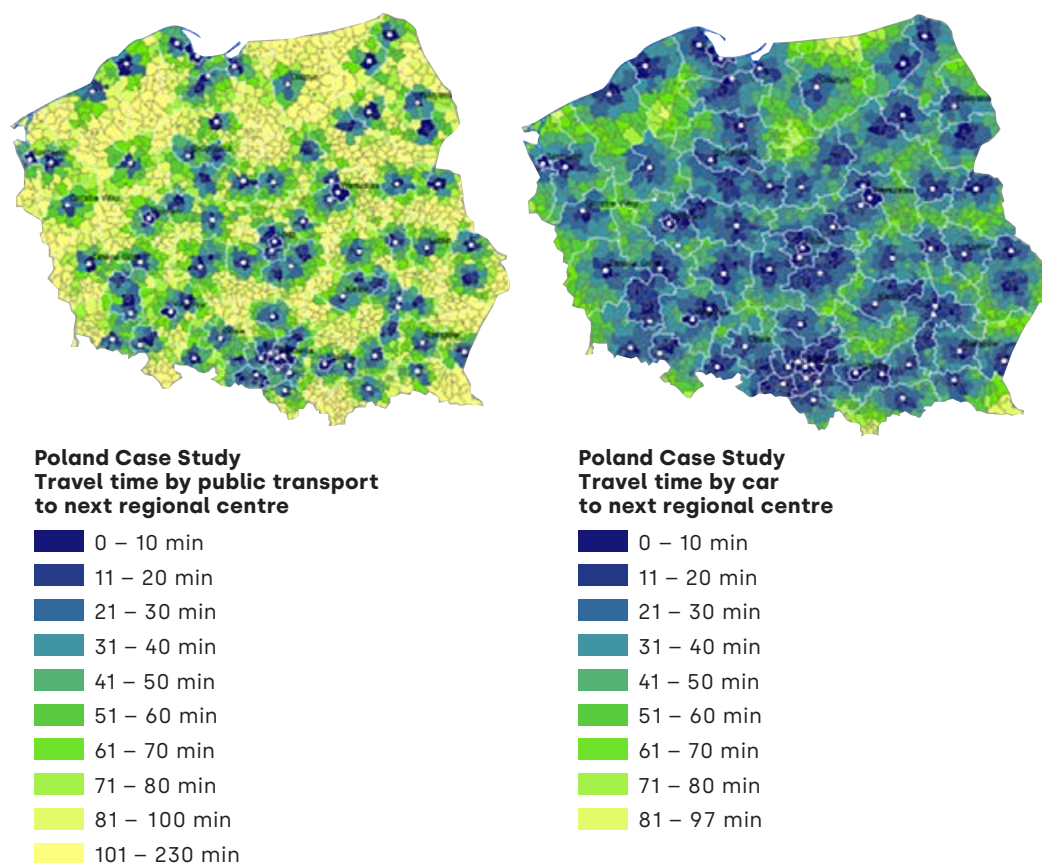 Poland Case Study
Travel time by public transport
to next regional centre
0 – 10 min
11 – 20 min
21 – 30 min
31 – 40 min
41 – 50 min
51 – 60 min
61 – 70 min
71 – 80 min
81 – 100 min
101 – 230 min
Poland Case Study
Travel time by car
to next regional centre
0 – 10 min
11 – 20 min
21 – 30 min
31 – 40 min
41 – 50 min
51 – 60 min
61 – 70 min
71 – 80 min
81 – 97 min